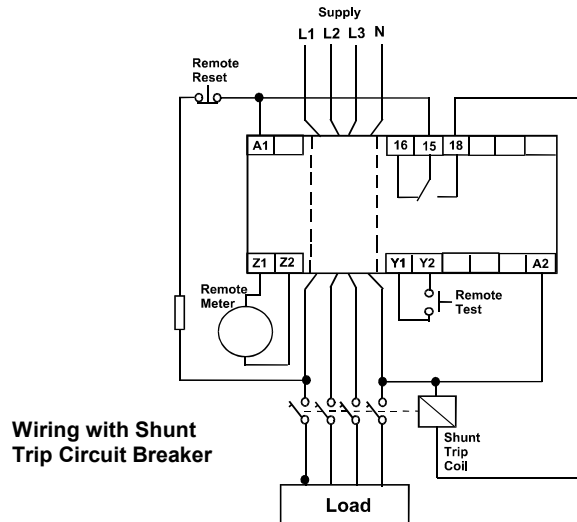 Supply
L1 L2 L3 N
Remote
Reset
A1
16 15 18
Z1 Z2
Y1 Y2
A2
Remote
Meter
Remote
Test
Wiring with Shunt
Trip Circuit Breaker
Shunt
Trip
Coil
Load